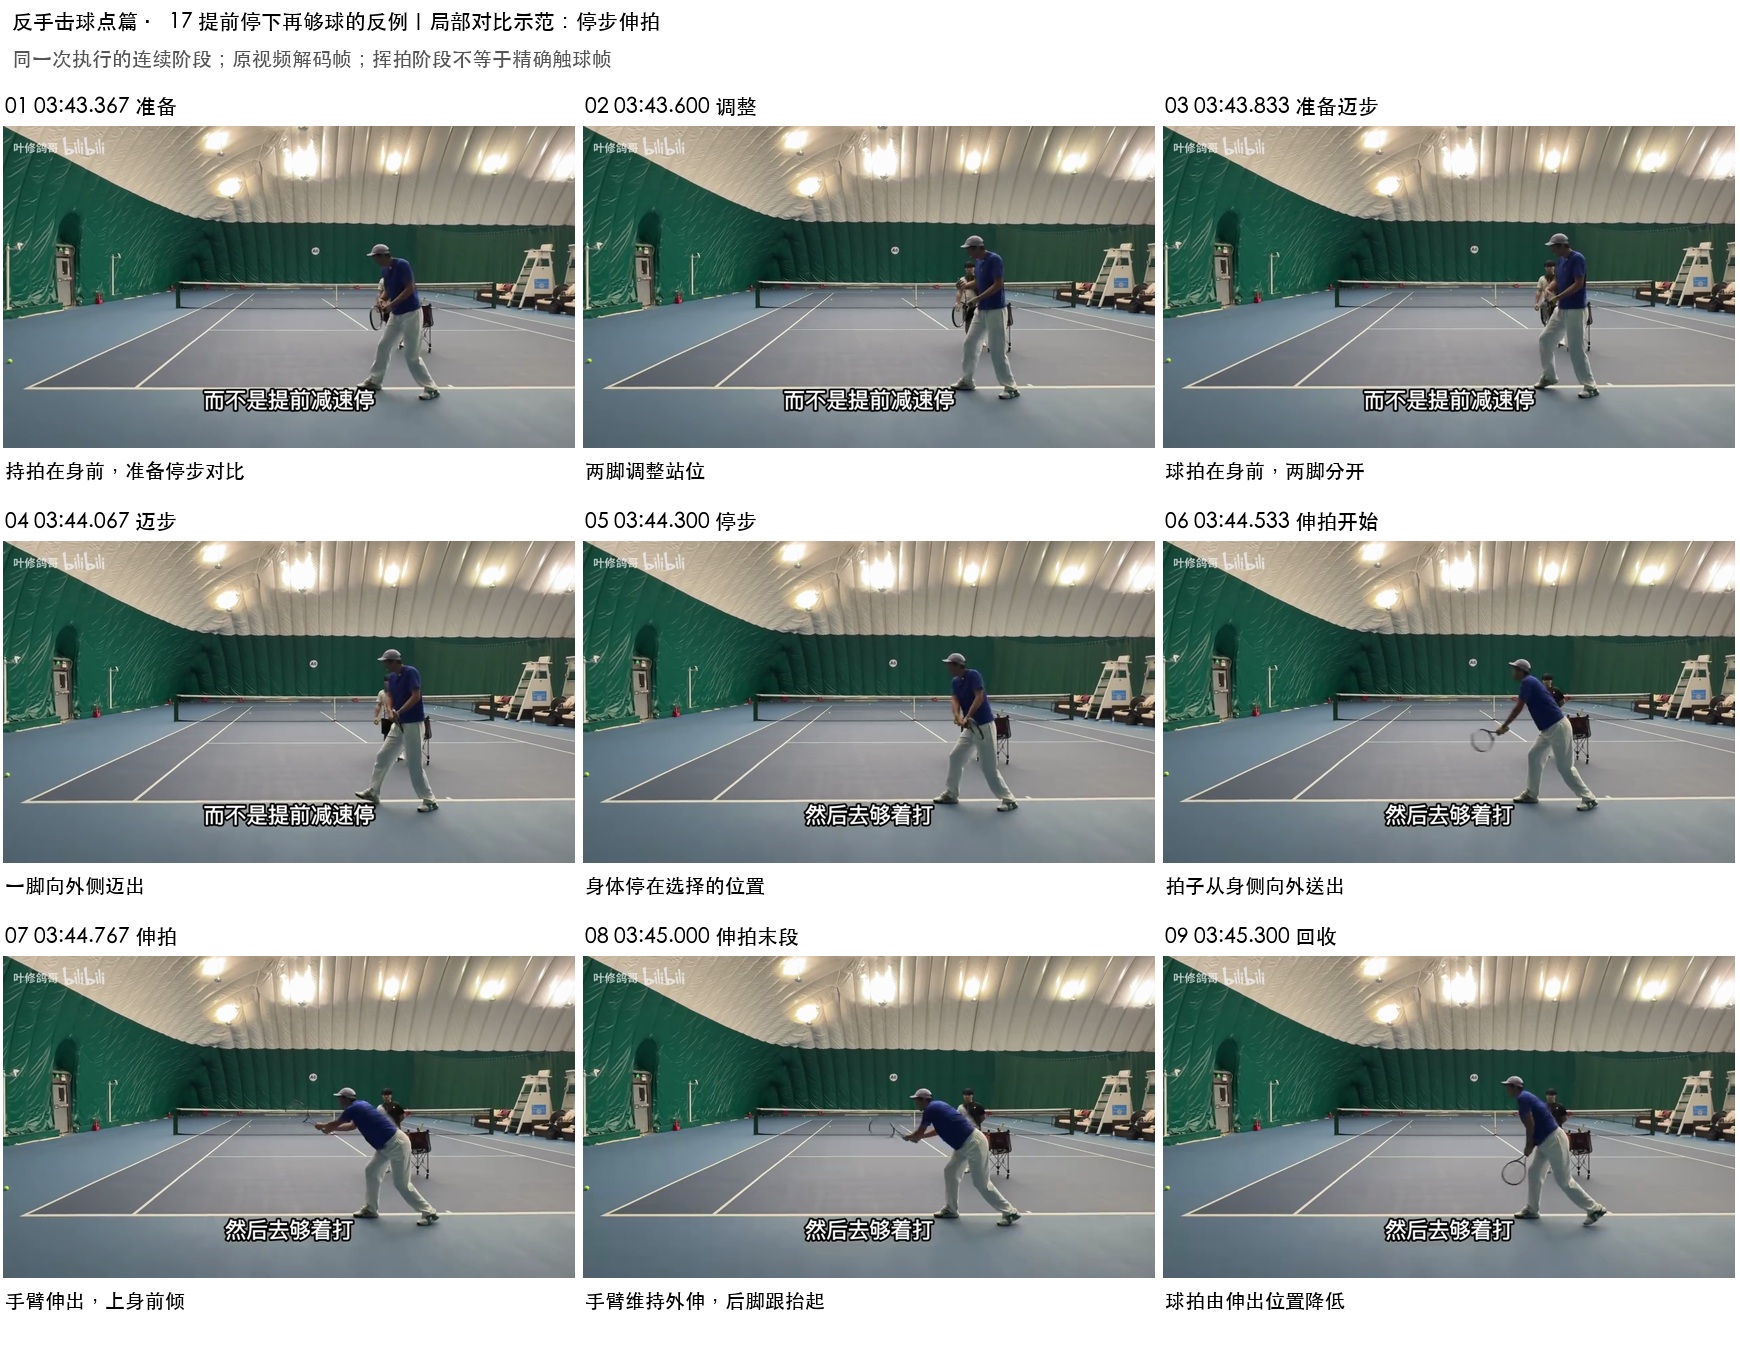 反手击球点篇· 17 提前停下再够球的反例 | 局部对比示范：停步伸拍
同一次执行的连续阶段；原视频解码帧；挥拍阶段不等于精确触球帧
01 03:43.367 准备
02 03:43.600 调整
03 03:43.833 准备迈步
叶修鸽哥 bilibili
叶修鸽哥 bilibili
叶修鸽哥 bilibili
而不是提前减速停
而不是提前减速停
而不是提前减速停
持拍在身前，准备停步对比
两脚调整站位
球拍在身前，两脚分开
04 03:44.067 迈步
05 03:44.300 停步
06 03:44.533 伸拍开始
叶修鸽哥 bilibili
叶修鸽哥 bilibili
叶修鸽哥 bilibili
而不是提前减速停
然后去够着打
然后去够着打
一脚向外侧迈出
身体停在选择的位置
拍子从身侧向外送出
07 03:44.767 伸拍
08 03:45.000 伸拍末段
09 03:45.300 回收
叶修鸽哥 bilibili
叶修鸽哥 bilibili
叶修鸽哥 bilibili
然后去够着打
然后去够着打
然后去够着打
手臂伸出，上身前倾
手臂维持外伸，后脚跟抬起
球拍由伸出位置降低